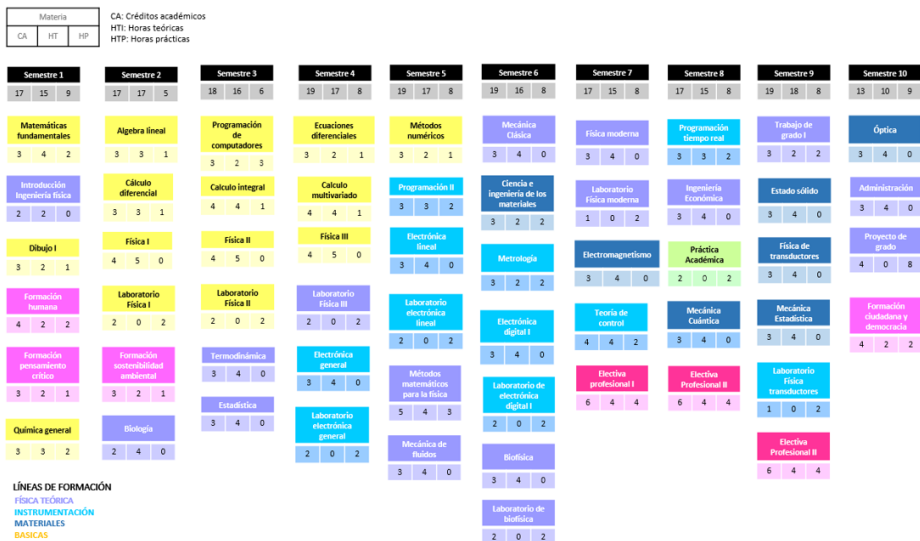 Materia
CA HT HP
CA: Créditos académicos
HTI: Horas teóricas
HTP: Horas prácticas
Semestre 1
17 15 9
Matemáticas
fundamentales
3 4 2
Introducción
Ingeniería física
2 2 0
Dibujo I
3 2 1
Formación
humana
4 2 2
Formación
pensamiento
crítico
3 2 1
Química general
3 3 2
Semestre 2
17 17 5
Algebra lineal
3 3 1
Cálculo
diferencial
3 3 1
Física I
4 5 0
Laboratorio
Física I
2 0 2
Formación
sostenibilidad
ambiental
3 2 1
Biología
2 4 0
Semestre 3
18 16 6
Programación
de
computadores
3 2 3
Calculo integral
4 4 1
Física II
4 5 0
Laboratorio
Física II
2 0 2
Termodinámica
3 4 0
Estadística
3 4 0
Semestre 4
19 17 8
Ecuaciones
diferenciales
3 2 1
Calculo
multivariado
4 4 1
Física III
4 5 0
Laboratorio
Física III
2 0 2
Electrónica
general
3 4 0
Laboratorio
electrónica
general
2 0 2
Semestre 5
19 17 8
Métodos
numéricos
3 2 1
Programación II
3 3 2
Electrónica
lineal
3 4 0
Laboratorio
electrónica
lineal
2 0 2
Métodos
matemáticos
para la física
5 4 3
Mecánica de
fluidos
3 4 0
Semestre 6
19 16 8
Mecánica
Clásica
3 4 0
Ciencia e
ingeniería de los
materiales
3 2 2
Metrología
3 2 2
Electrónica
digital I
3 4 0
Laboratorio de
electrónica
digital I
2 0 2
Biofísica
3 4 0
Laboratorio de
biofísica
2 0 2
Semestre 7
17 15 8
Física moderna
3 4 0
Laboratorio
Física moderna
1 0 2
Electromagnetismo
3 4 0
Teoría de
control
4 4 2
Electiva
profesional I
6 4 4
Semestre 8
17 15 8
Programación
tiempo real
3 3 2
Ingeniería
Económica
3 4 0
Práctica
Académica
2 0 2
Mecánica
Cuántica
3 4 0
Electiva
Profesional II
6 4 4
Semestre 9
19 18 8
Trabajo de
grado I
3 2 2
Estado sólido
3 4 0
Física de
transductores
3 4 0
Mecánica
Estadística
3 4 0
Laboratorio
Física
transductores
1 0 2
Electiva
Profesional II
6 4 4
Semestre 10
13 10 9
Óptica
3 4 0
Administración
3 4 0
Proyecto de
grado
4 0 8
Formación
ciudadana y
democracia
4 2 2
LÍNEAS DE FORMACIÓN
FÍSICA TEÓRICA
INSTRUMENTACIÓN
MATERIALES
BASICAS